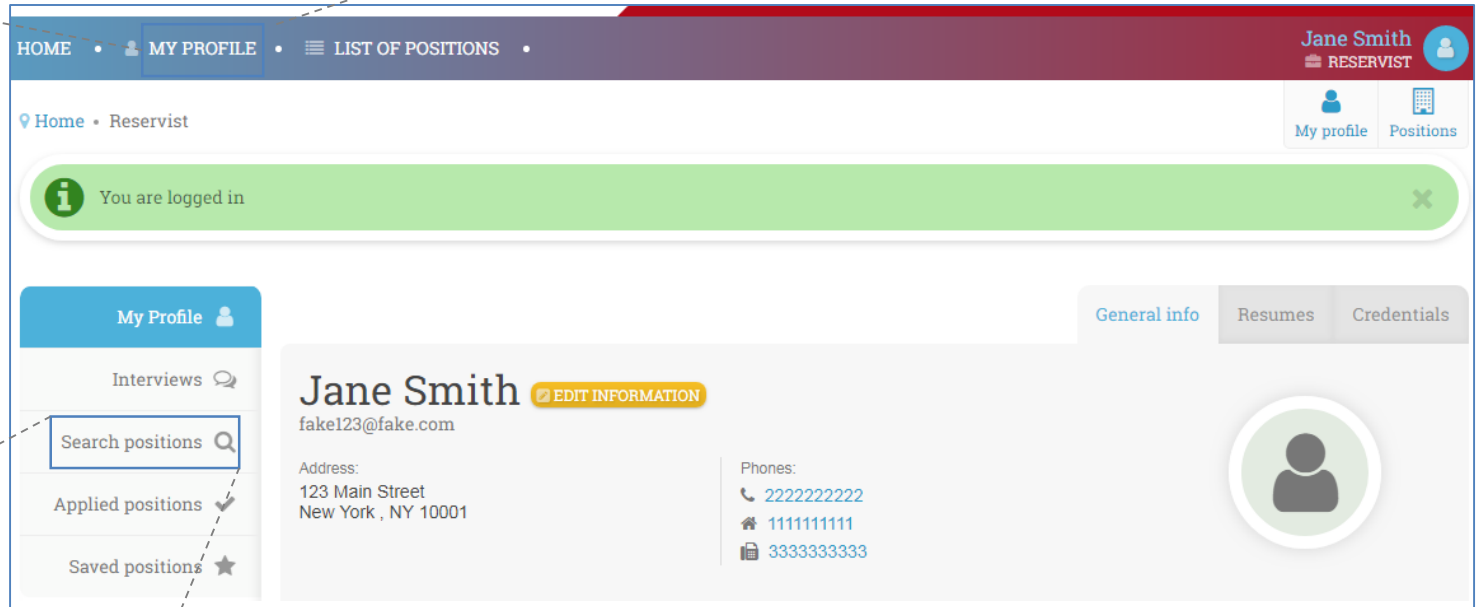 HOME • MY PROFILE • LIST OF POSITIONS •
Jane Smith
RESERVIST
Home • Reservist
My profile
Positions
You are logged in
My Profile
Interviews
Search positions
Applied positions
Saved positions
General info
Resumes
Credentials
Jane Smith EDIT INFORMATION
fake123@fake.com
Address:
123 Main Street
New York , NY 10001
Phones:
2222222222
1111111111
3333333333